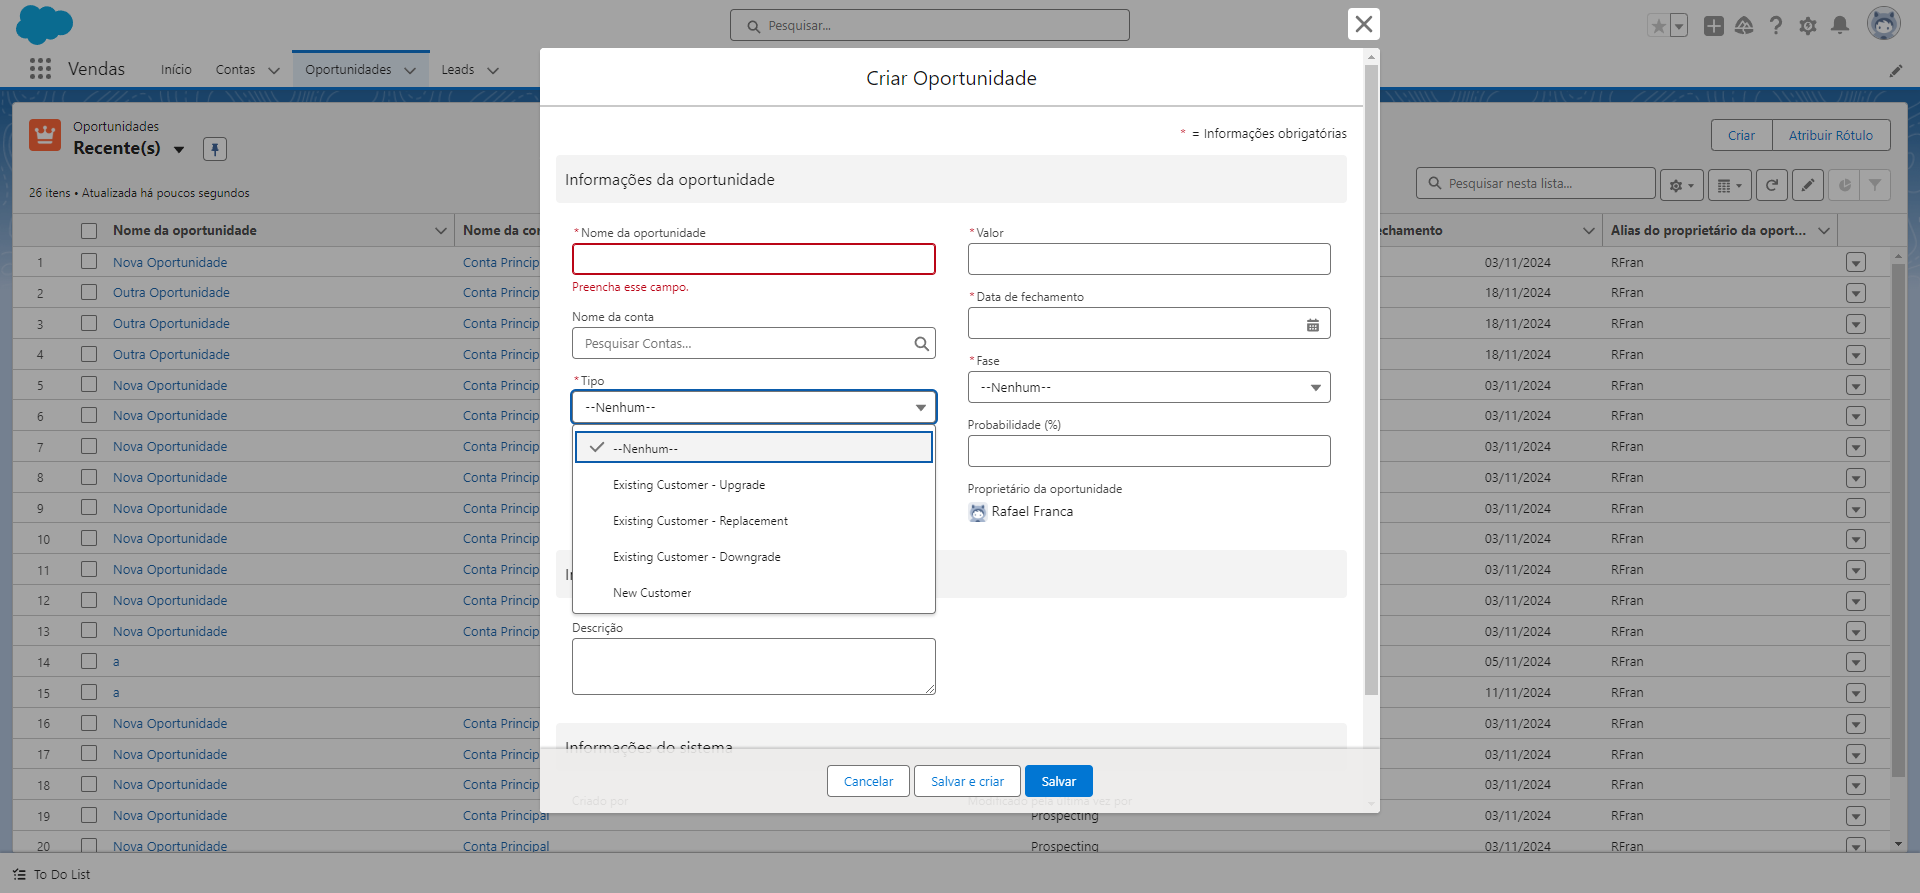 Pesquisar...
Vendas
Início
Contas
Oportunidades
Leads
Criar Oportunidade
* = Informações obrigatórias
Informações da oportunidade
*Nome da oportunidade
Preencha esse campo.
Nome da conta
Pesquisar Contas...
*Tipo
--Nenhum--
--Nenhum--
Existing Customer - Upgrade
Existing Customer - Replacement
Existing Customer - Downgrade
New Customer
Descrição
*Valor
*Data de fechamento
*Fase
--Nenhum--
Probabilidade (%)
Proprietário da oportunidade
Rafael Franca
Informações do sistema
Criado por
Modificado pela última vez por
Cancelar
Salvar e criar
Salvar
Oportunidades
Recente(s)
26 itens • Atualizada há poucos segundos
Criar
Atribuir Rótulo
Pesquisar nesta lista...
Nome da oportunidade
Nome da con
echamento
Alias do proprietário da oport...
1 Nova Oportunidade Conta Princip 03/11/2024 RFran
2 Outra Oportunidade Conta Princip 18/11/2024 RFran
3 Outra Oportunidade Conta Princip 18/11/2024 RFran
4 Outra Oportunidade Conta Princip 18/11/2024 RFran
5 Nova Oportunidade Conta Princip 03/11/2024 RFran
6 Nova Oportunidade Conta Princip 03/11/2024 RFran
7 Nova Oportunidade Conta Princip 03/11/2024 RFran
8 Nova Oportunidade Conta Princip 03/11/2024 RFran
9 Nova Oportunidade Conta Princip 03/11/2024 RFran
10 Nova Oportunidade Conta Princip 03/11/2024 RFran
11 Nova Oportunidade Conta Princip 03/11/2024 RFran
12 Nova Oportunidade Conta Princip 03/11/2024 RFran
13 Nova Oportunidade Conta Princip 03/11/2024 RFran
14 a 05/11/2024 RFran
15 a 11/11/2024 RFran
16 Nova Oportunidade Conta Princip 03/11/2024 RFran
17 Nova Oportunidade Conta Princip 03/11/2024 RFran
18 Nova Oportunidade Conta Princip 03/11/2024 RFran
19 Nova Oportunidade Conta Principal Prospecting 03/11/2024 RFran
20 Nova Oportunidade Conta Principal Prospecting 03/11/2024 RFran
To Do List